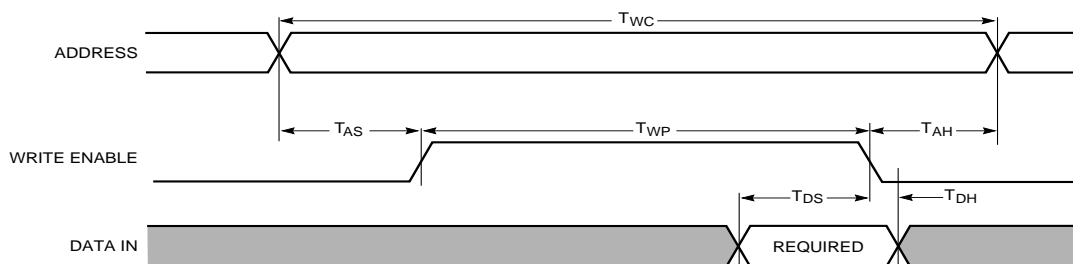 TWC
ADDRESS
TAS
TWP
TAH
WRITE ENABLE
TDS
TDH
DATA IN
REQUIRED